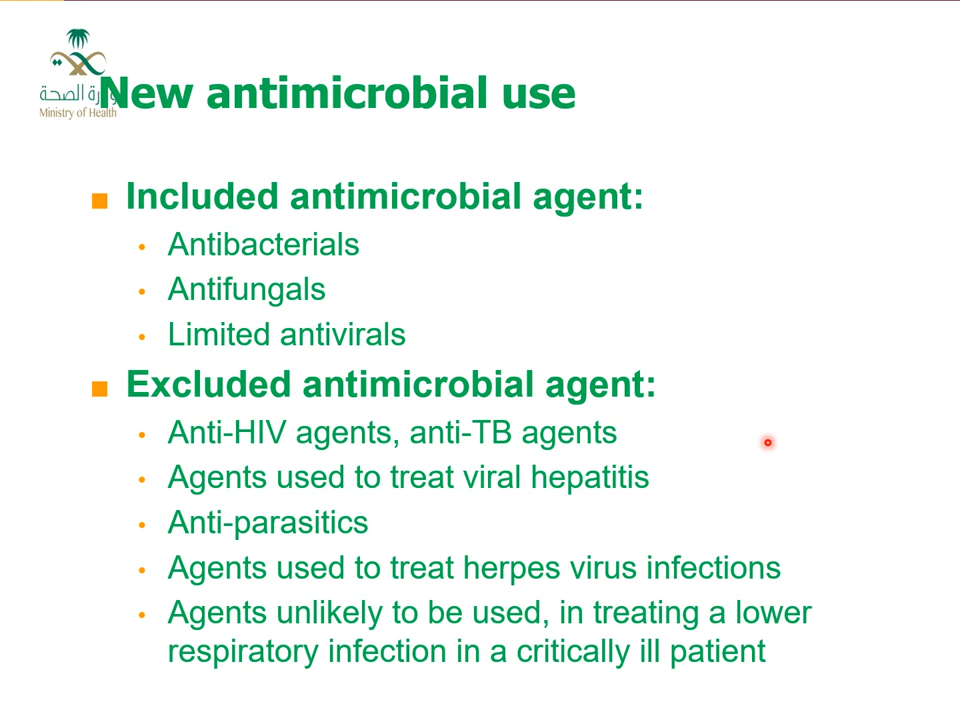 وزارة الصحة
Ministry of Health
New antimicrobial use
■ Included antimicrobial agent:
• Antibacterials
• Antifungals
• Limited antivirals
■ Excluded antimicrobial agent:
• Anti-HIV agents, anti-TB agents
• Agents used to treat viral hepatitis
• Anti-parasitics
• Agents used to treat herpes virus infections
• Agents unlikely to be used, in treating a lower
respiratory infection in a critically ill patient